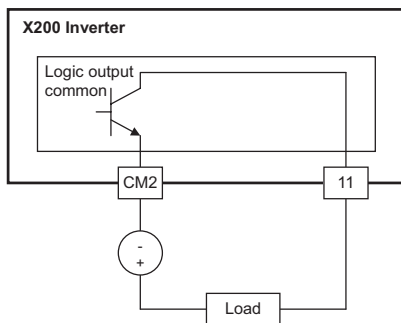 X200 Inverter
Logic output
common
CM2
11
-
+
Load